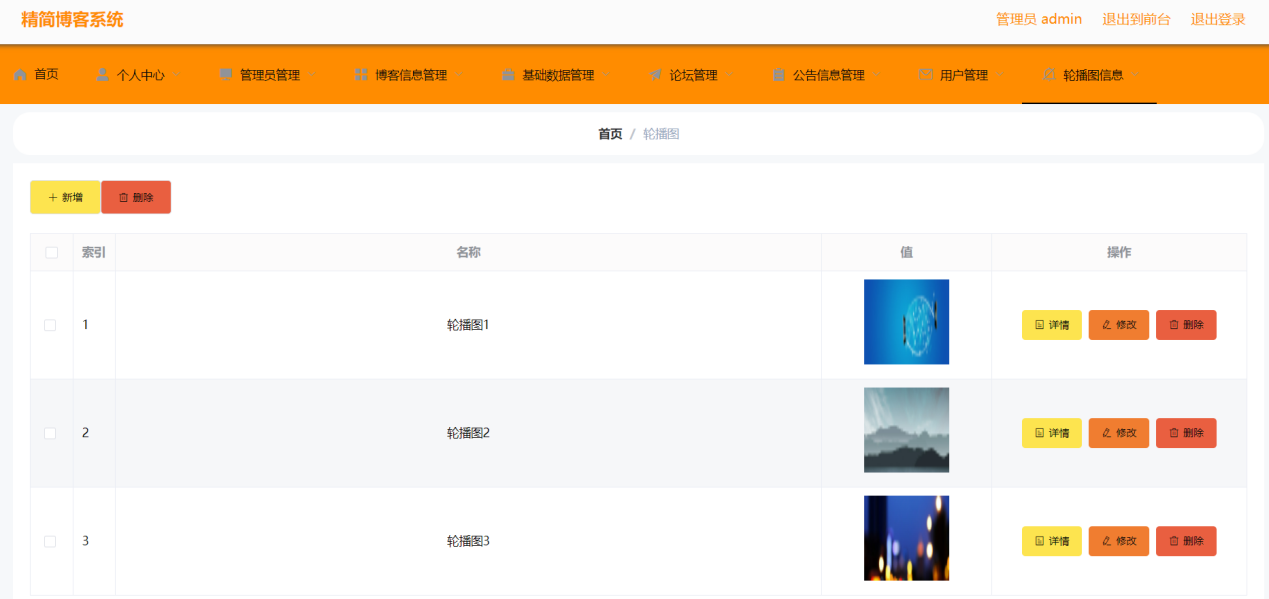 精简博客系统 管理员 admin 退出到前台 退出登录
首页 个人中心 管理员管理 博客信息管理 基础数据管理 论坛管理 公告信息管理 用户管理 轮播图信息
首页 / 轮播图
新增 删除
索引 名称 值 操作
1 轮播图1 详情 修改 删除
2 轮播图2 详情 修改 删除
3 轮播图3 详情 修改 删除